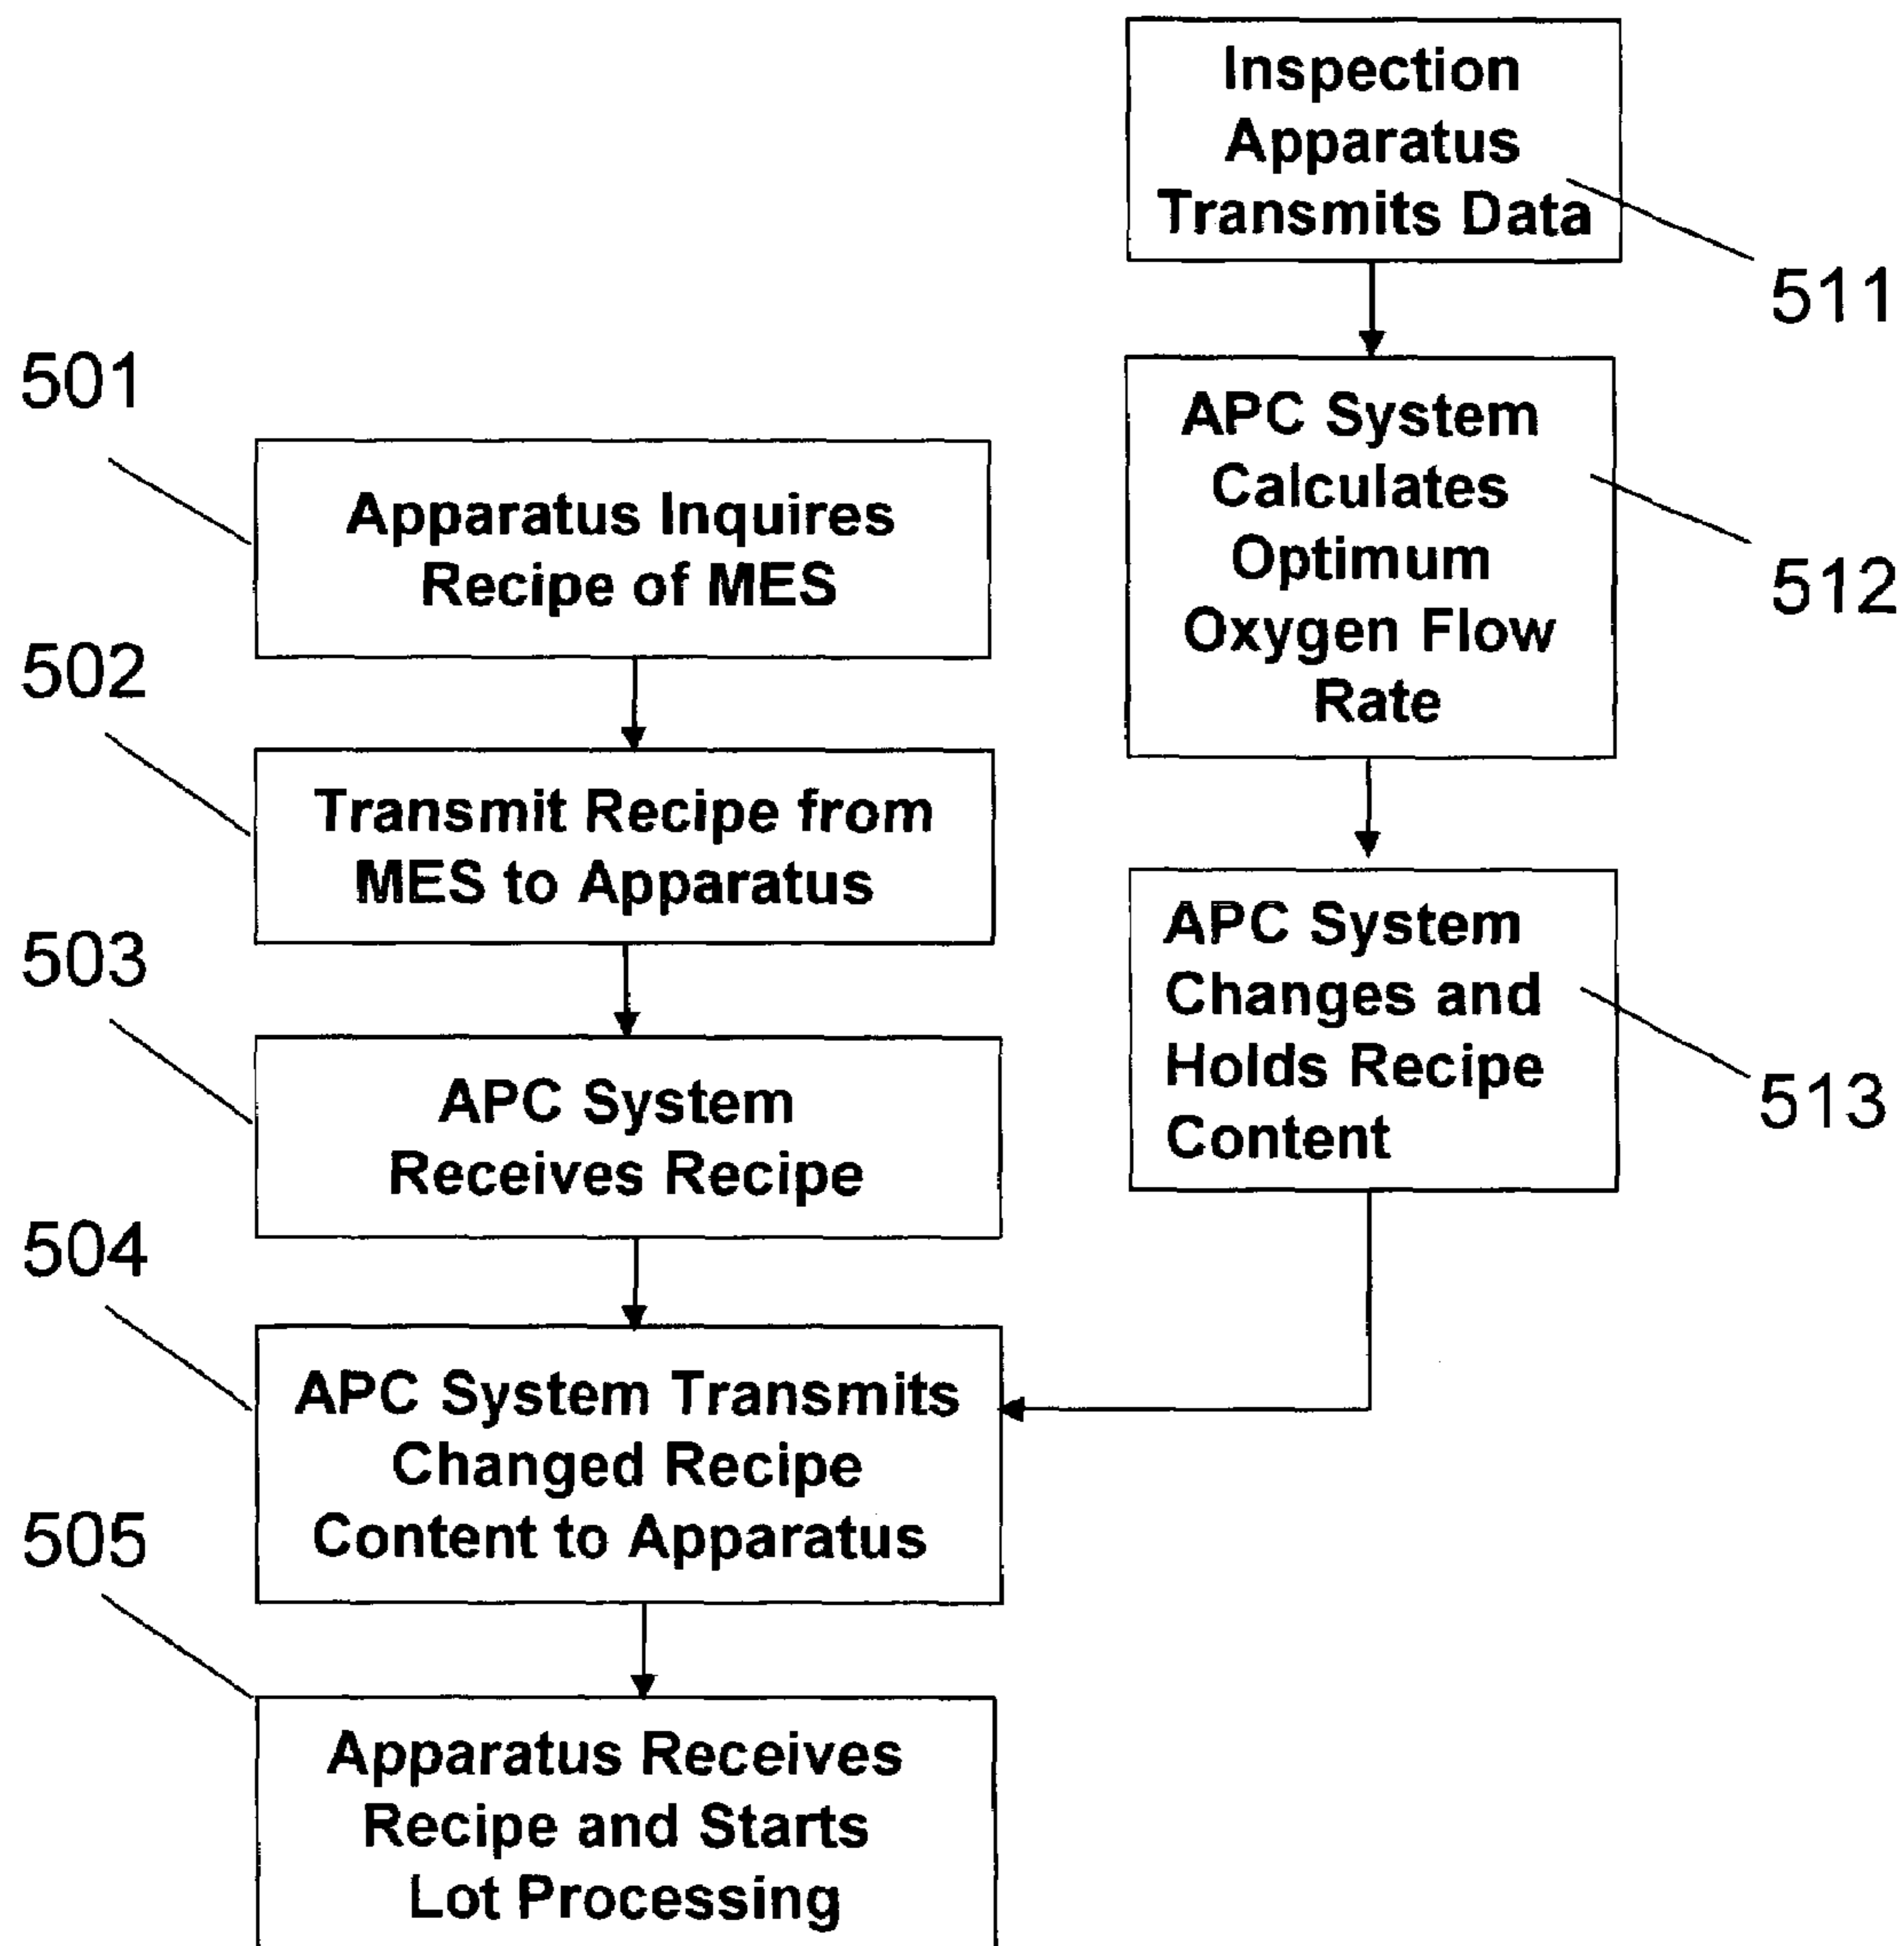 501
Apparatus Inquires
Recipe of MES
502
Transmit Recipe from
MES to Apparatus
503
APC System
Receives Recipe
504
APC System Transmits
Changed Recipe
Content to Apparatus
505
Apparatus Receives
Recipe and Starts
Lot Processing
Inspection
Apparatus
Transmits Data
511
APC System
Calculates
Optimum
Oxygen Flow
Rate
512
APC System
Changes and
Holds Recipe
Content
513